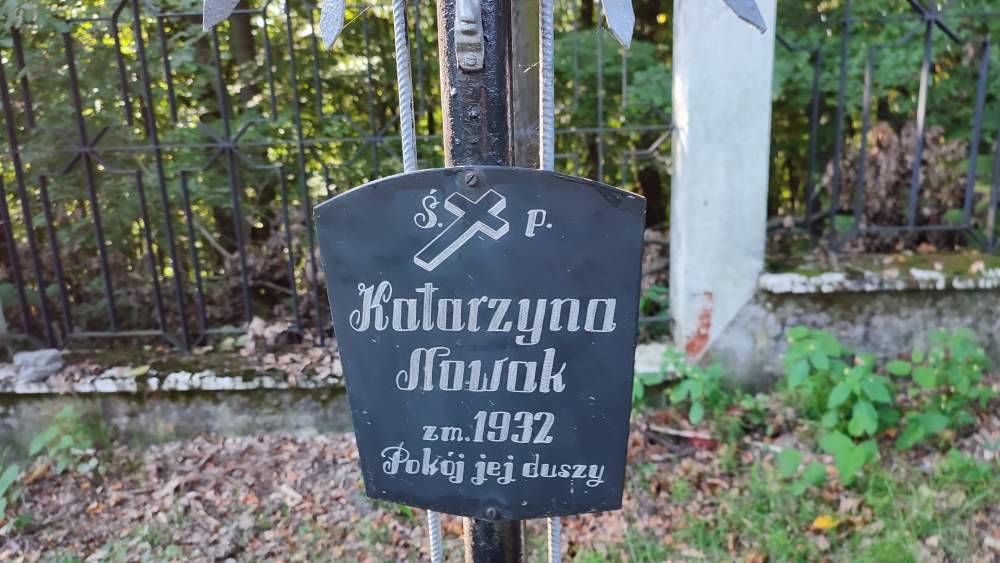 Ś. P.
Katarzyna
Nowak
zm. 1932
Pokój jej duszy